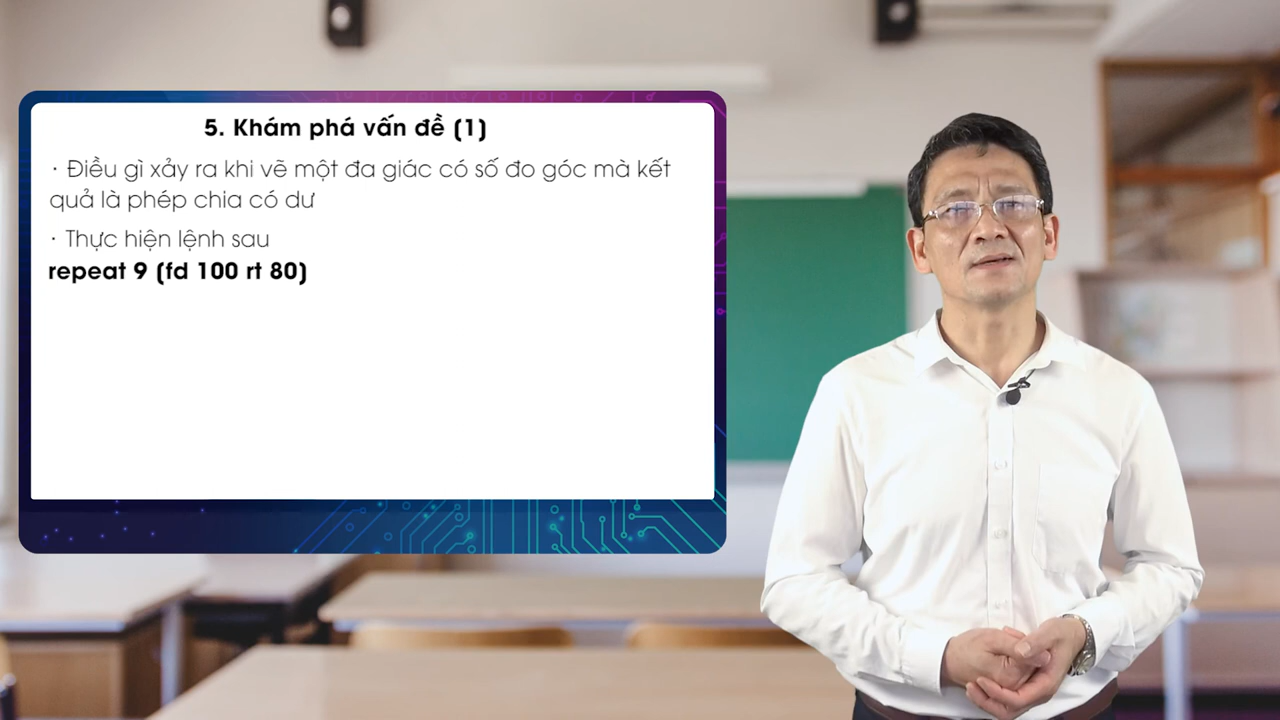 5. Khám phá vấn đề (1)
· Điều gì xảy ra khi vẽ một đa giác có số đo góc mà kết
quả là phép chia có dư
· Thực hiện lệnh sau
repeat 9 (fd 100 rt 80)